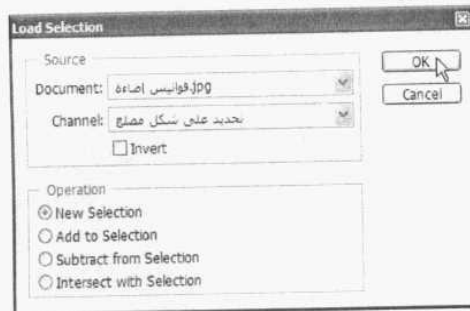 Load Selection
Source
Document: فوانيس إضاءة.jpg
Channel: تحديد على شكل مضلع
Invert
Operation
New Selection
Add to Selection
Subtract from Selection
Intersect with Selection
OK
Cancel